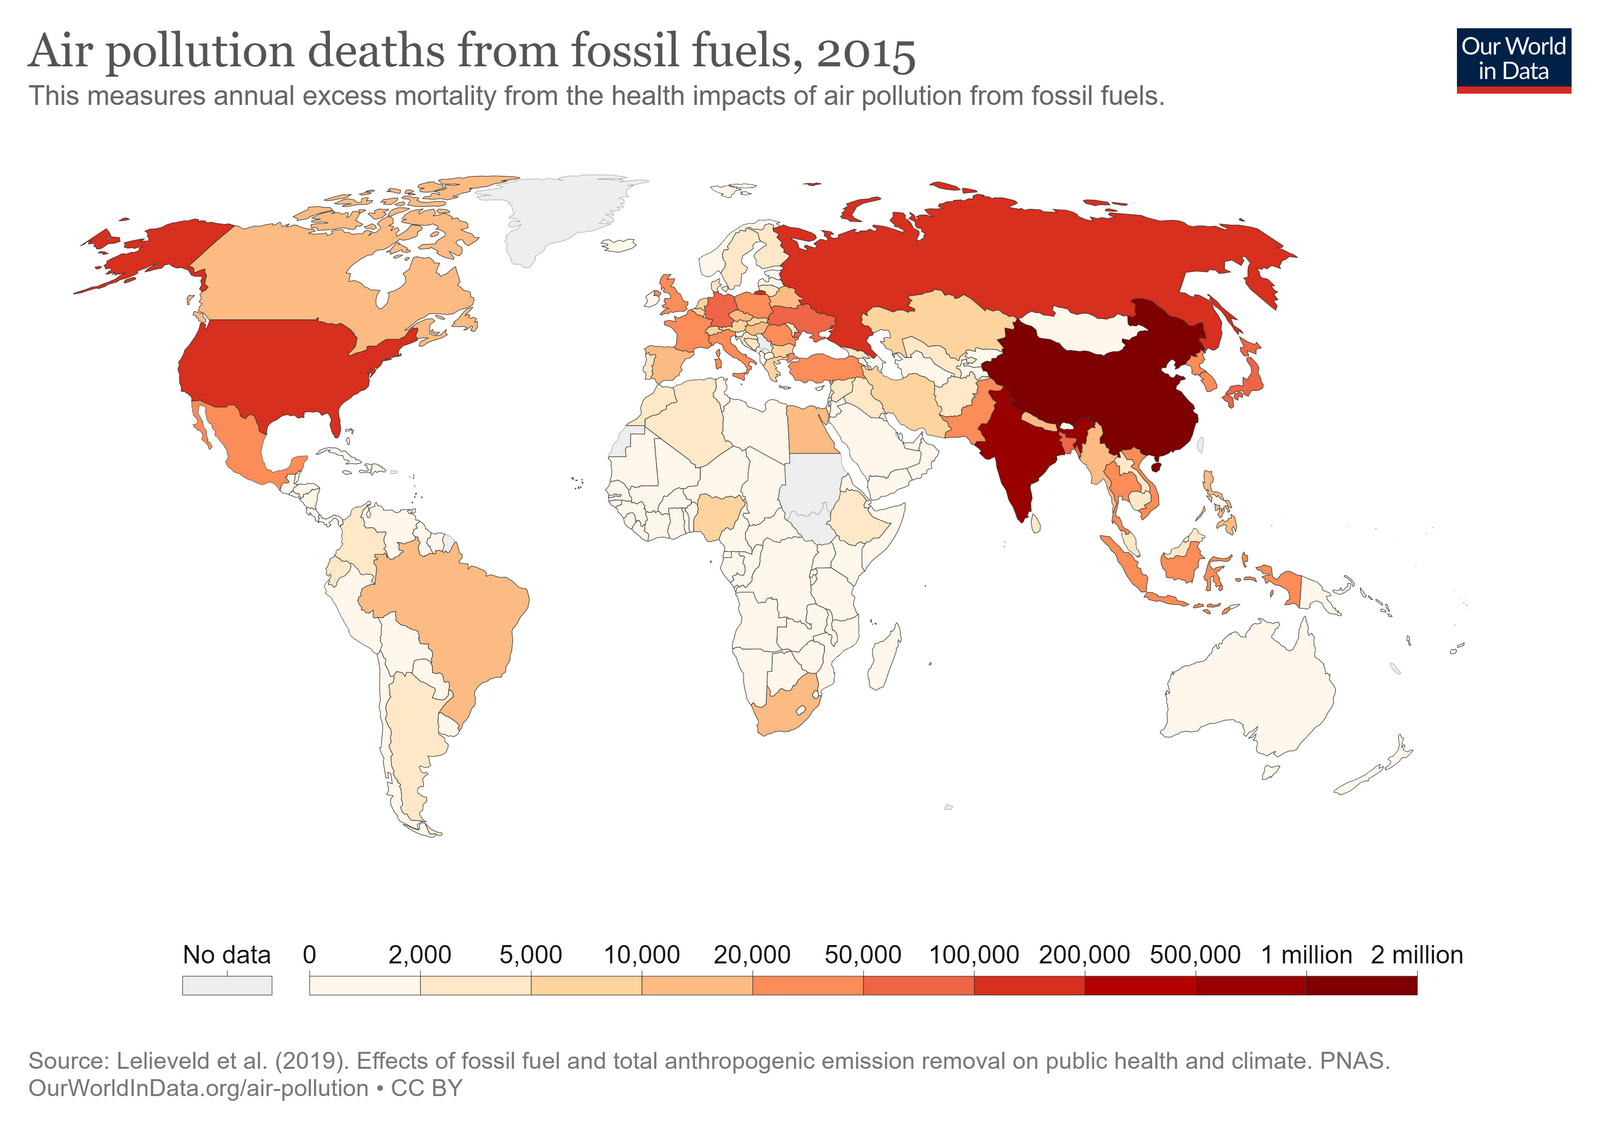 Air pollution deaths from fossil fuels, 2015
This measures annual excess mortality from the health impacts of air pollution from fossil fuels.
Our World
in Data
No data 0 2,000 5,000 10,000 20,000 50,000 100,000 200,000 500,000 1 million 2 million
Source: Lelieveld et al. (2019). Effects of fossil fuel and total anthropogenic emission removal on public health and climate. PNAS.
OurWorldInData.org/air-pollution • CC BY